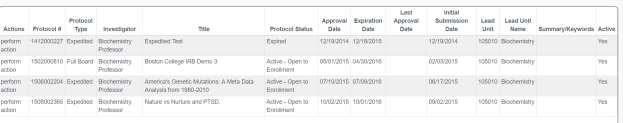 Actions Protocol # Protocol Type Investigator Title Protocol Status Approval Date Expiration Date Last Approval Date Initial Submission Date Lead Unit Lead Unit Name Summary/Keywords Active
perform action 1412000227 Expedited Biochemistry Professor Expedited Test Expired 12/19/2014 12/18/2015 12/19/2014 105010 Biochemistry Yes
perform action 1502000810 Full Board Biochemistry Professor Boston College IRB Demo 3 Active - Open to Enrollment 05/01/2015 04/30/2016 02/03/2015 105010 Biochemistry Yes
perform action 1506002204 Expedited Biochemistry Professor America's Genetic Mutations: A Meta Data Analysis from 1860-2010 Active - Open to Enrollment 07/10/2015 07/09/2016 06/17/2015 105010 Biochemistry Yes
perform action 1508002365 Expedited Biochemistry Professor Nature vs Nurture and PTSD. Active - Open to Enrollment 10/02/2015 10/01/2016 09/02/2015 105010 Biochemistry Yes